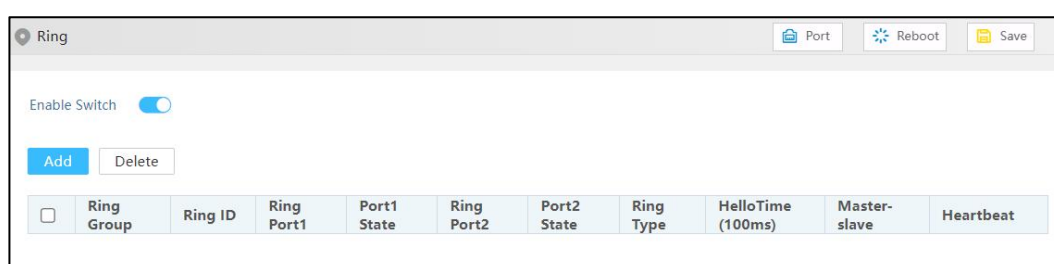 Ring
Port
Reboot
Save
Enable Switch
Add
Delete
Ring Group
Ring ID
Ring Port1
Port1 State
Ring Port2
Port2 State
Ring Type
HelloTime (100ms)
Master-slave
Heartbeat